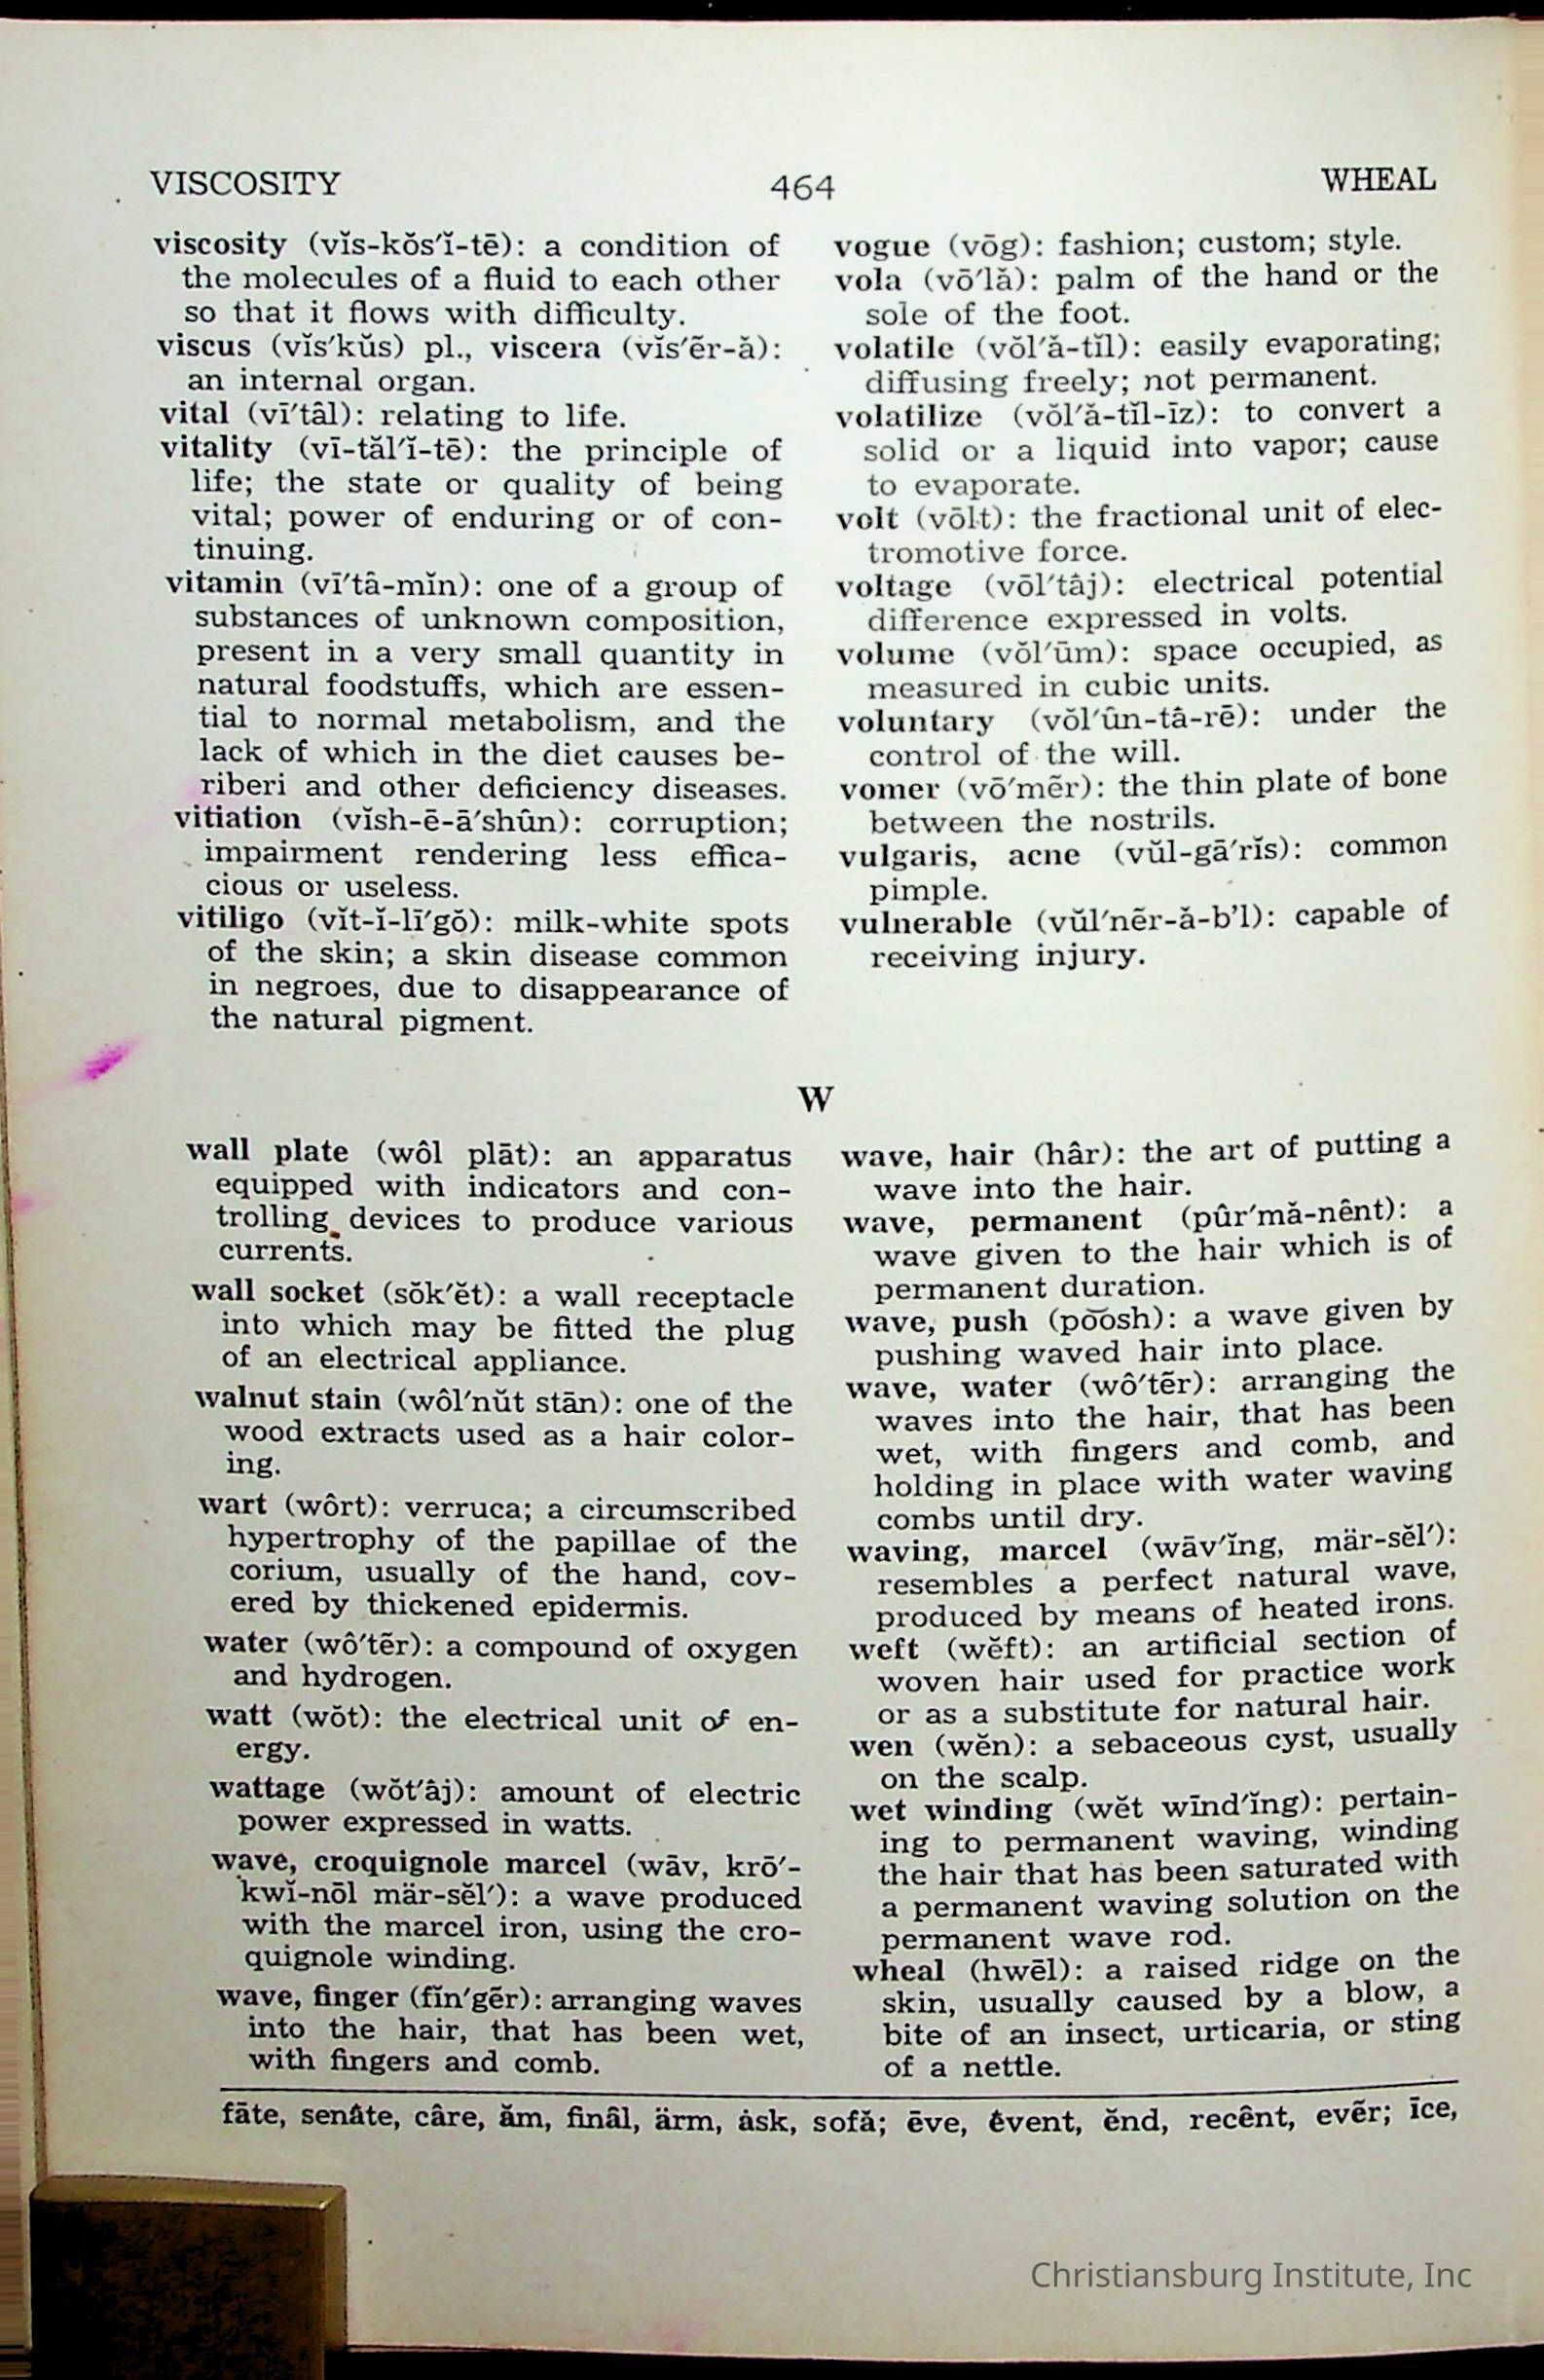 VISCOSITY 464 WHEAL
viscosity (vĭs-kŏs′ĭ-tē): a condition of
the molecules of a fluid to each other
so that it flows with difficulty.
viscus (vĭs′kŭs) pl., viscera (vĭs′ẽr-ă):
an internal organ.
vital (vī′tâl): relating to life.
vitality (vī-tăl′ĭ-tē): the principle of
life; the state or quality of being
vital; power of enduring or of con-
tinuing.
vitamin (vī′tâ-mĭn): one of a group of
substances of unknown composition,
present in a very small quantity in
natural foodstuffs, which are essen-
tial to normal metabolism, and the
lack of which in the diet causes be-
riberi and other deficiency diseases.
vitiation (vĭsh-ē-ā′shûn): corruption;
impairment rendering less effica-
cious or useless.
vitiligo (vĭt-ĭ-lī′gō): milk-white spots
of the skin; a skin disease common
in negroes, due to disappearance of
the natural pigment.
vogue (vōg): fashion; custom; style.
vola (vō′lă): palm of the hand or the
sole of the foot.
volatile (vŏl′ă-tĭl): easily evaporating;
diffusing freely; not permanent.
volatilize (vŏl′ă-tĭl-īz): to convert a
solid or a liquid into vapor; cause
to evaporate.
volt (vōlt): the fractional unit of elec-
tromotive force.
voltage (vōl′tâj): electrical potential
difference expressed in volts.
volume (vŏl′ūm): space occupied, as
measured in cubic units.
voluntary (vŏl′ûn-tâ-rē): under the
control of the will.
vomer (vō′mẽr): the thin plate of bone
between the nostrils.
vulgaris, acne (vŭl-gā′rĭs): common
pimple.
vulnerable (vŭl′nẽr-ă-b’l): capable of
receiving injury.
W
wall plate (wôl plāt): an apparatus
equipped with indicators and con-
trolling devices to produce various
currents.
wall socket (sŏk′ĕt): a wall receptacle
into which may be fitted the plug
of an electrical appliance.
walnut stain (wôl′nŭt stān): one of the
wood extracts used as a hair color-
ing.
wart (wôrt): verruca; a circumscribed
hypertrophy of the papillae of the
corium, usually of the hand, cov-
ered by thickened epidermis.
water (wô′tẽr): a compound of oxygen
and hydrogen.
watt (wŏt): the electrical unit of en-
ergy.
wattage (wŏt′âj): amount of electric
power expressed in watts.
wave, croquignole marcel (wāv, krō′-
kwĭ-nōl mär-sĕl′): a wave produced
with the marcel iron, using the cro-
quignole winding.
wave, finger (fĭn′gẽr): arranging waves
into the hair, that has been wet,
with fingers and comb.
wave, hair (hâr): the art of putting a
wave into the hair.
wave, permanent (pûr′mă-nênt): a
wave given to the hair which is of
permanent duration.
wave, push (po͝osh): a wave given by
pushing waved hair into place.
wave, water (wô′tẽr): arranging the
waves into the hair, that has been
wet, with fingers and comb, and
holding in place with water waving
combs until dry.
waving, marcel (wāv′ĭng, mär-sĕl′):
resembles a perfect natural wave,
produced by means of heated irons.
weft (wĕft): an artificial section of
woven hair used for practice work
or as a substitute for natural hair.
wen (wĕn): a sebaceous cyst, usually
on the scalp.
wet winding (wĕt wīnd′ĭng): pertain-
ing to permanent waving, winding
the hair that has been saturated with
a permanent waving solution on the
permanent wave rod.
wheal (hwēl): a raised ridge on the
skin, usually caused by a blow, a
bite of an insect, urticaria, or sting
of a nettle.
fāte, senâte, câre, ăm, finâl, ärm, ȧsk, sofă; ēve, êvent, ĕnd, recênt, evẽr; īce,
Christiansburg Institute, Inc